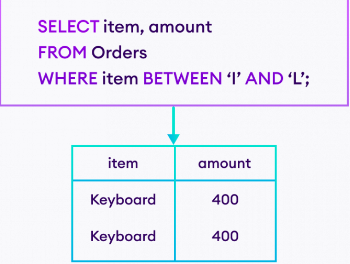 SELECT item, amount
FROM Orders
WHERE item BETWEEN ‘I’ AND ‘L’;
item amount
Keyboard 400
Keyboard 400